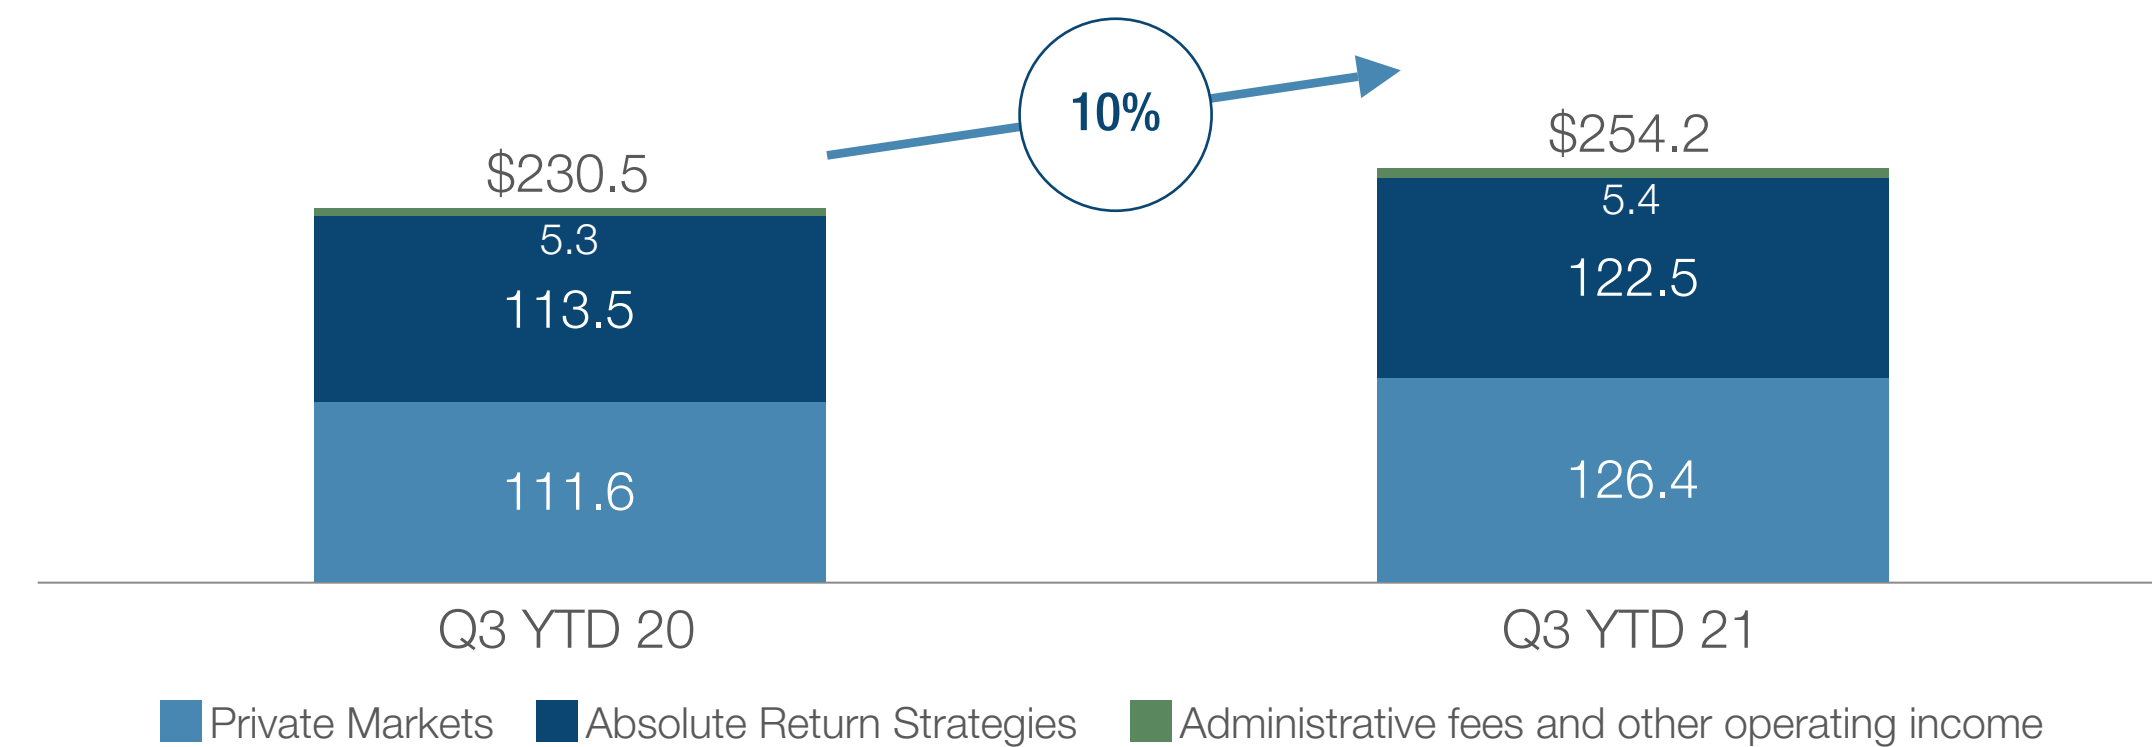 10%
$230.5
$254.2
5.3
5.4
113.5
122.5
111.6
126.4
Q3 YTD 20
Q3 YTD 21
Private Markets
Absolute Return Strategies
Administrative fees and other operating income